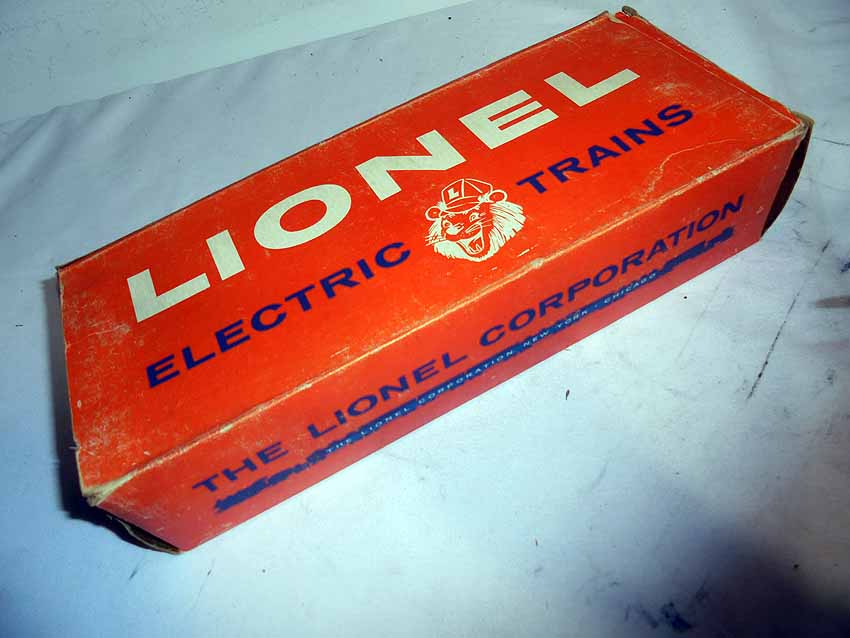 LIONEL
ELECTRIC TRAINS
L
THE LIONEL CORPORATION
THE LIONEL CORPORATION, NEW YORK - CHICAGO